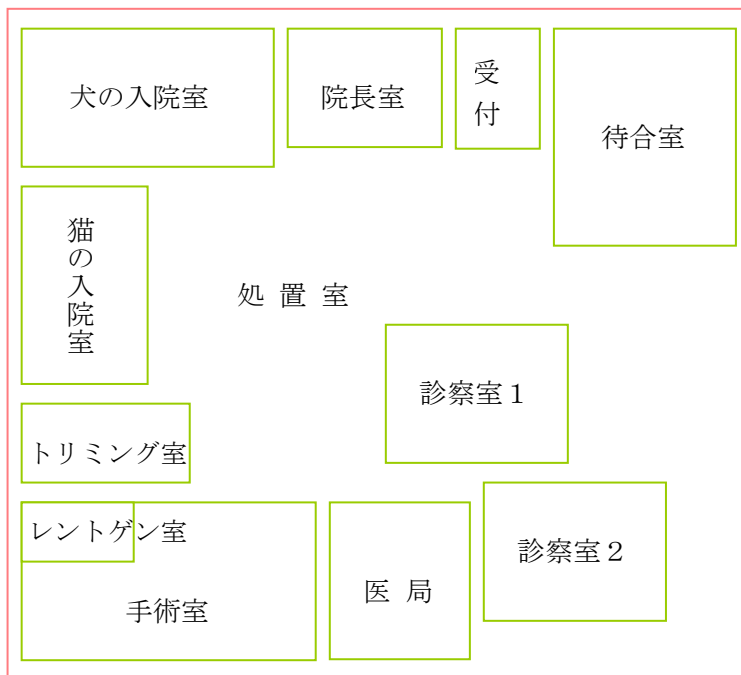 犬の入院室
院長室
受付
待合室
猫の入院室
処 置 室
診察室１
トリミング室
レントゲン室
手術室
医 局
診察室２